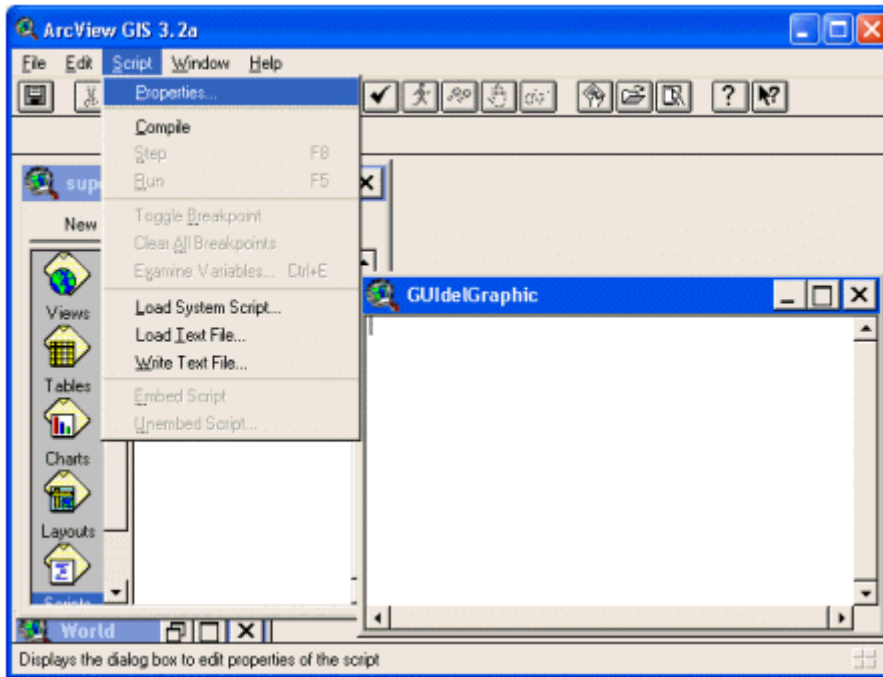 ArcView GIS 3.2a
File Edit Script Window Help
Properties...
Compile
Step F8
Run F5
Toggle Breakpoint
Clear All Breakpoints
Examine Variables... Ctrl+E
Load System Script...
Load Text File...
Write Text File...
Embed Script
Unembed Script...
New
Views
Tables
Charts
Layouts
Scripts
GUIdelGraphic
World
Displays the dialog box to edit properties of the script